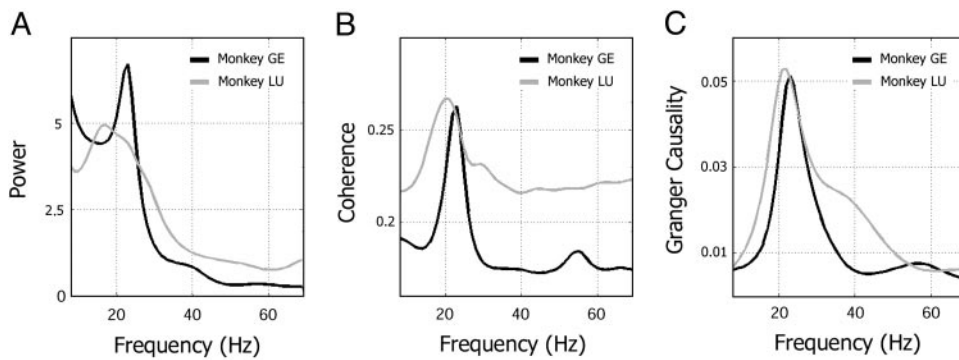 A
Power
5
2.5
0
Monkey GE
Monkey LU
20 40 60
Frequency (Hz)
B
Coherence
0.25
0.2
Monkey GE
Monkey LU
20 40 60
Frequency (Hz)
C
Granger Causality
0.05
0.03
0.01
Monkey GE
Monkey LU
20 40 60
Frequency (Hz)